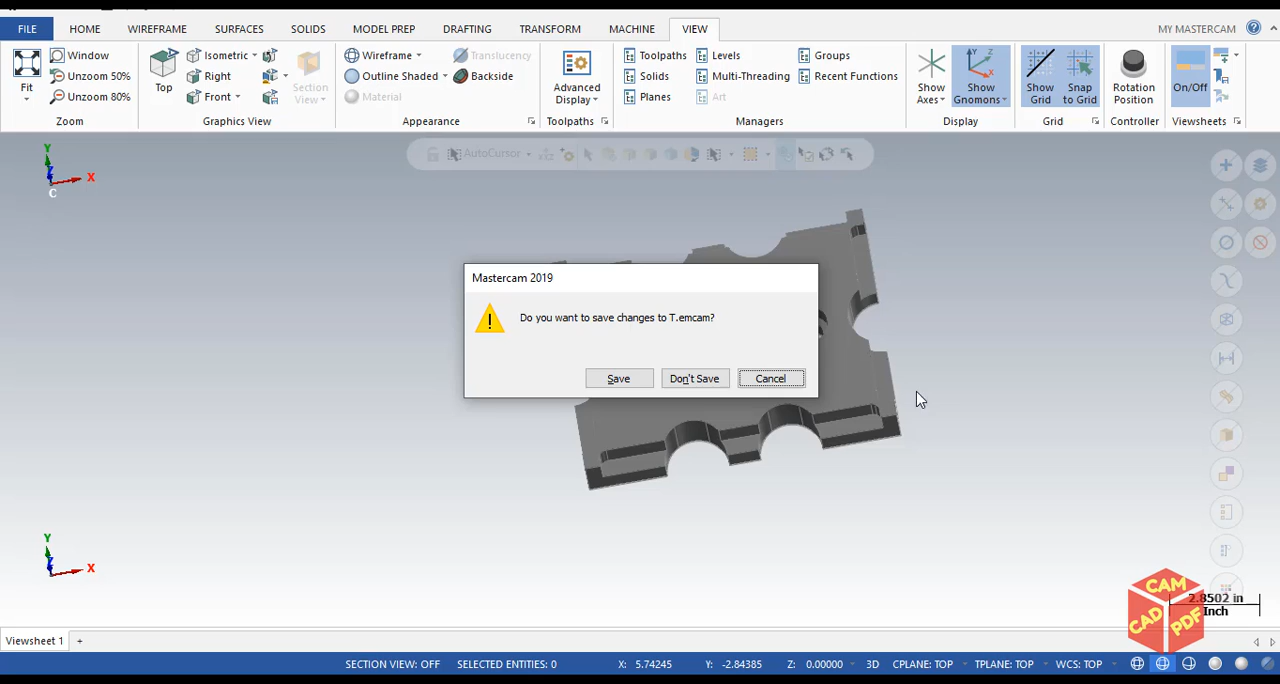 FILE HOME WIREFRAME SURFACES SOLIDS MODEL PREP DRAFTING TRANSFORM MACHINE VIEW MY MASTERCAM
Fit
Window
Unzoom 50%
Unzoom 80%
Zoom
Top
Isometric
Right
Front
Section View
Graphics View
Wireframe
Outline Shaded
Material
Translucency
Backside
Appearance
Advanced Display
Toolpaths
Toolpaths
Solids
Planes
Levels
Multi-Threading
Art
Groups
Recent Functions
Managers
Show Axes
Show Gnomons
Display
Show Grid
Snap to Grid
Grid
Rotation Position
Controller
On/Off
Viewsheets
AutoCursor
Y
Z
X
C
Mastercam 2019
Do you want to save changes to T.emcam?
Save Don't Save Cancel
Y
Z
X
CAM
CAD
PDF
2.8502 in
Inch
Viewsheet 1 +
SECTION VIEW: OFF SELECTED ENTITIES: 0 X: 5.74245 Y: -2.84385 Z: 0.00000 3D CPLANE: TOP TPLANE: TOP WCS: TOP